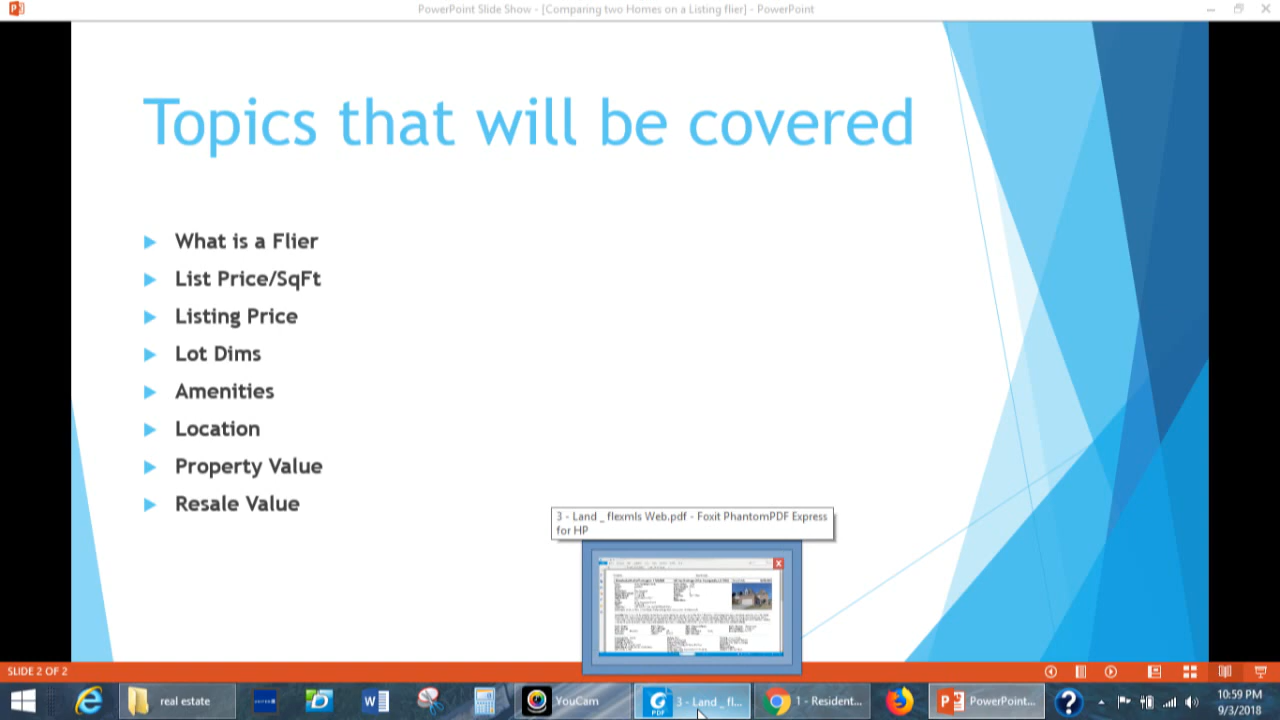 PowerPoint Slide Show - [Comparing two Homes on a Listing flier] - PowerPoint
Topics that will be covered
What is a Flier
List Price/SqFt
Listing Price
Lot Dims
Amenities
Location
Property Value
Resale Value
3 - Land _ flexmls Web.pdf - Foxit PhantomPDF Express
for HP
SLIDE 2 OF 2
real estate
YouCam
3 - Land _ fl...
1 - Resident...
PowerPoint...
10:59 PM
9/3/2018